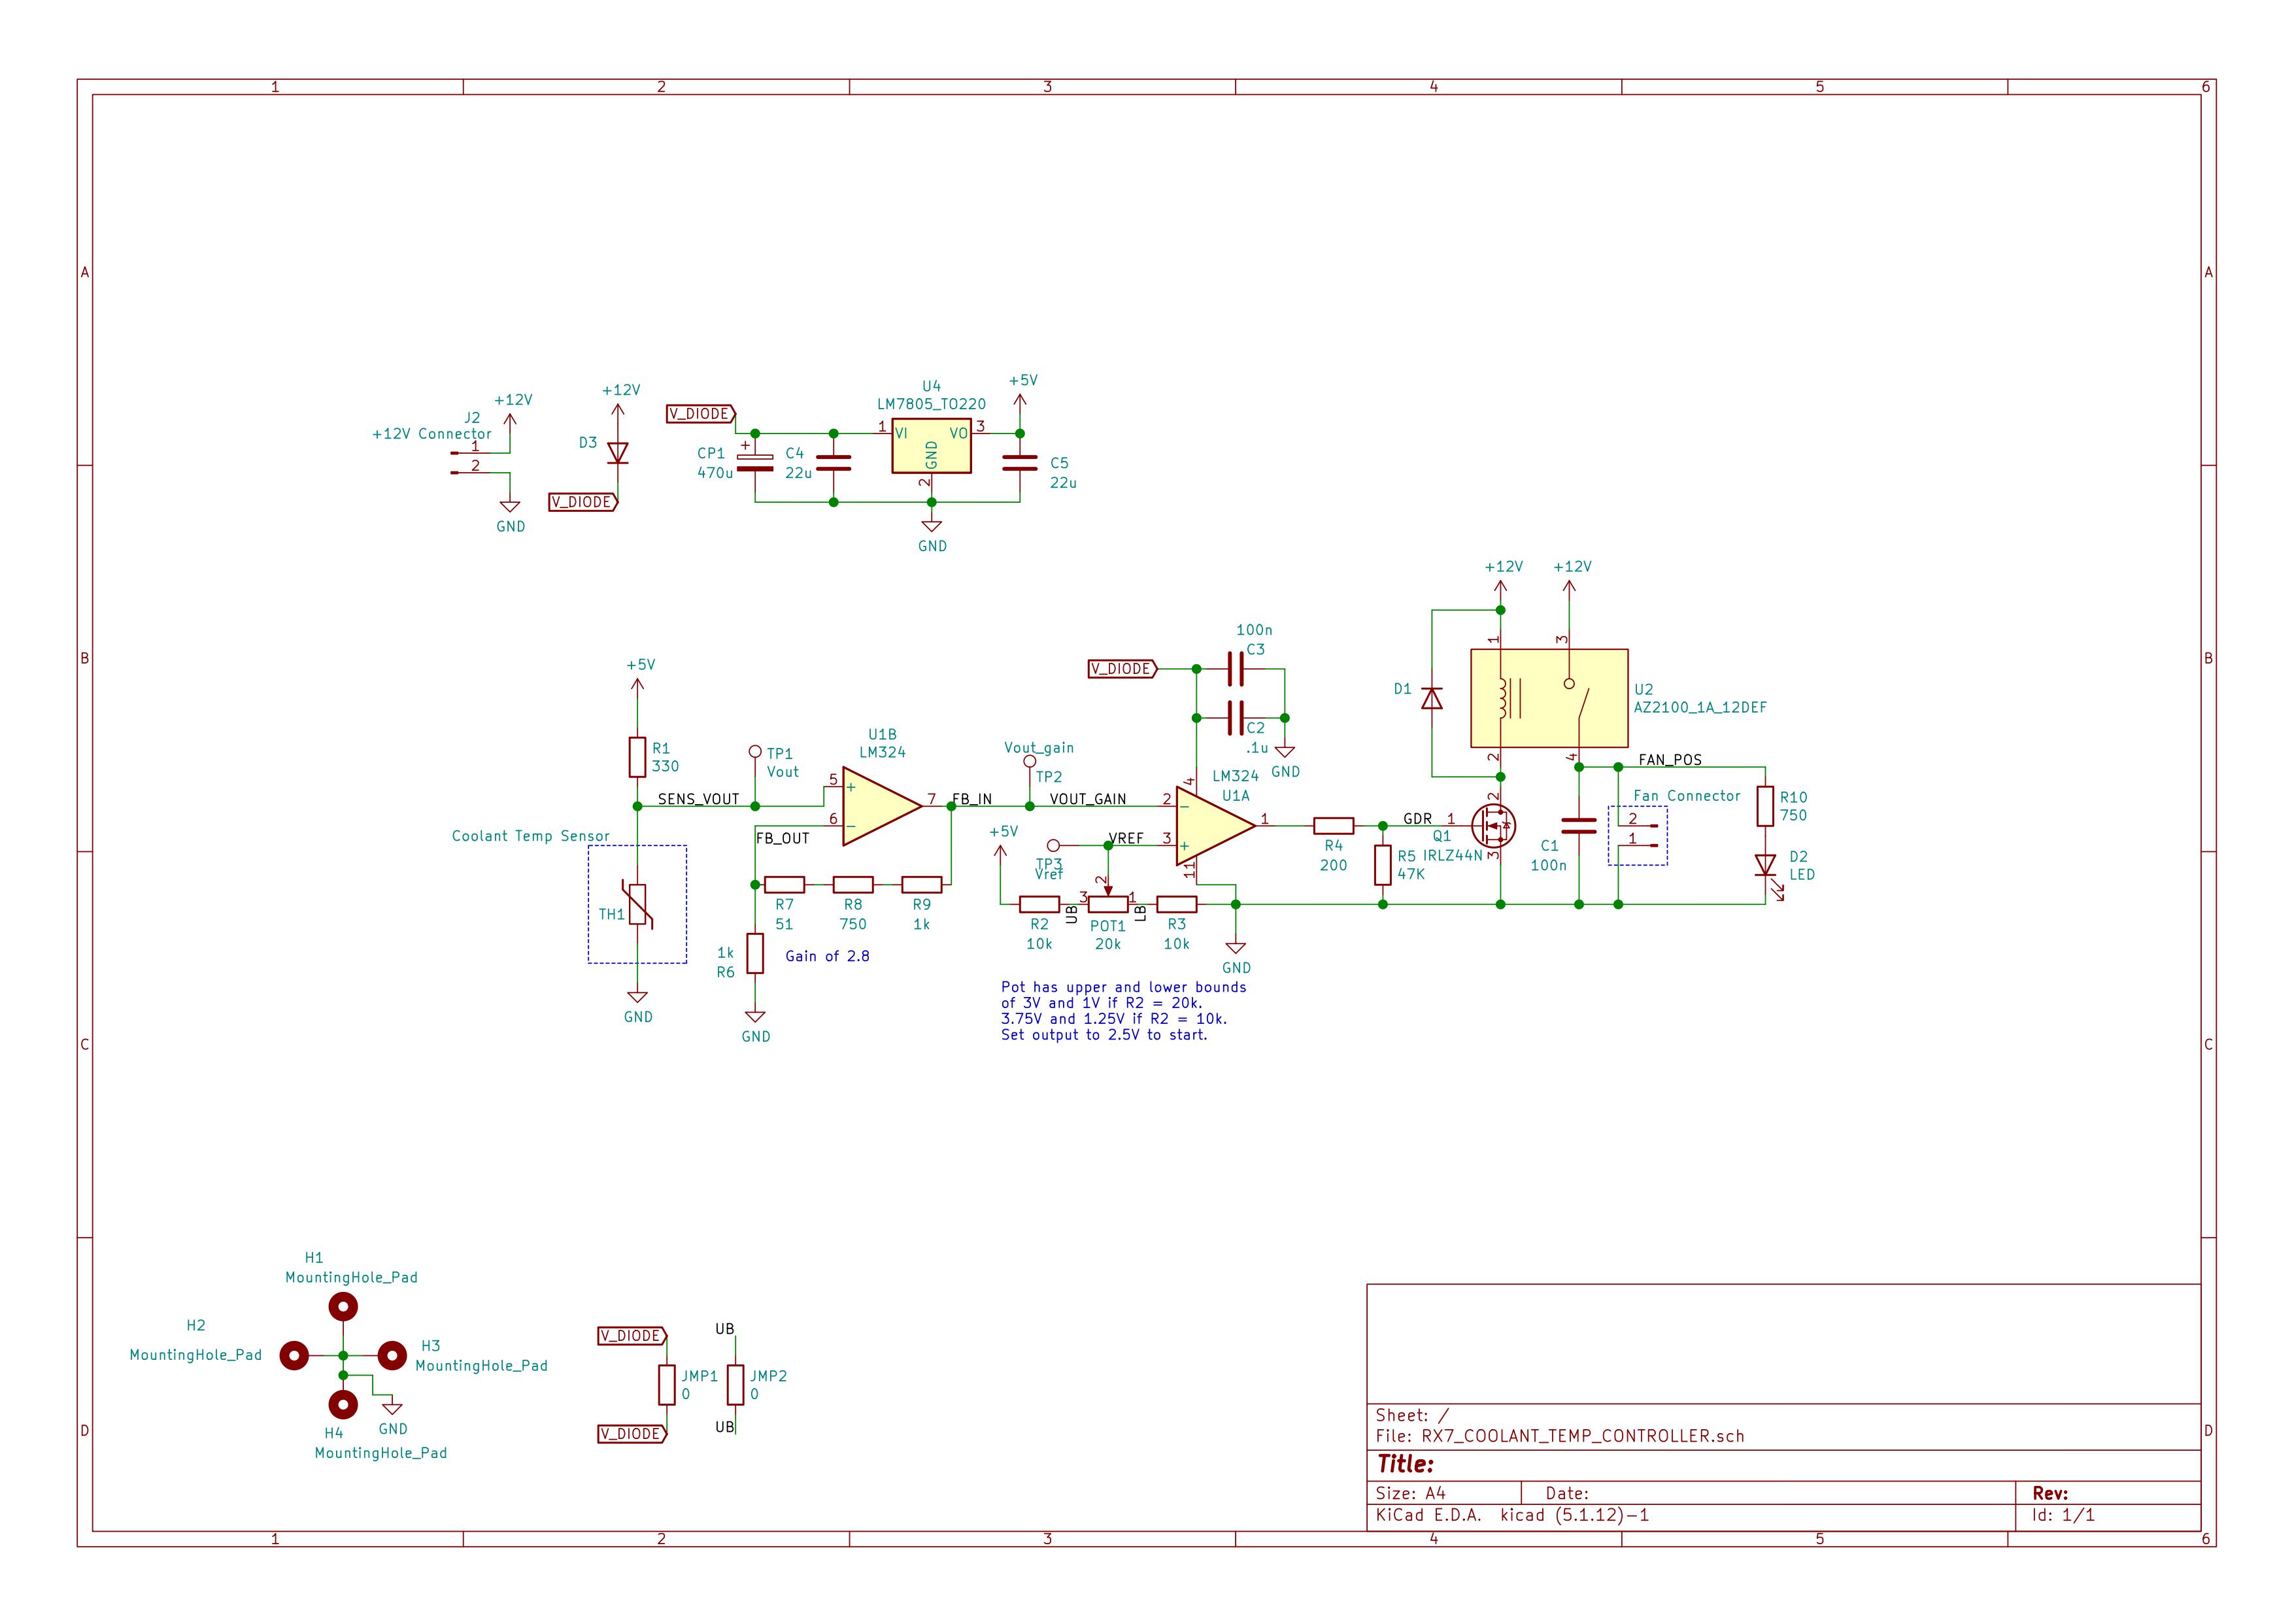 1 2 3 4 5 6
A A
B B
C C
D D
J2
+12V Connector
1
2
+12V
GND
+12V
D3
V_DIODE
V_DIODE
CP1
470u
+
C4
22u
U4
LM7805_TO220
1 VI VO 3
GND
2
GND
+5V
C5
22u
+5V
R1
330
SENS_VOUT
Coolant Temp Sensor
TH1
GND
TP1
Vout
U1B
LM324
5 +
6 −
7
FB_IN
FB_OUT
R7
51
R8
750
R9
1k
1k
R6
GND
Gain of 2.8
Vout_gain
TP2
VOUT_GAIN
V_DIODE
100n
C3
C2
.1u
GND
LM324
U1A
4
2 −
3 +
11
1
+5V
TP3
Vref
VREF
R2
10k
UB
3 2 1
POT1
20k
LB
R3
10k
GND
Pot has upper and lower bounds
of 3V and 1V if R2 = 20k.
3.75V and 1.25V if R2 = 10k.
Set output to 2.5V to start.
R4
200
GDR
R5
47K
Q1
IRLZ44N
1
2
3
D1
+12V
+12V
1 3
2 4
U2
AZ2100_1A_12DEF
FAN_POS
C1
100n
Fan Connector
2
1
R10
750
D2
LED
H1
MountingHole_Pad
H2
MountingHole_Pad
H3
MountingHole_Pad
H4
MountingHole_Pad
GND
V_DIODE
JMP1
0
V_DIODE
UB
JMP2
0
UB
Sheet: /
File: RX7_COOLANT_TEMP_CONTROLLER.sch
Title:
Size: A4 Date: Rev:
KiCad E.D.A. kicad (5.1.12)-1 Id: 1/1
1 2 3 4 5 6